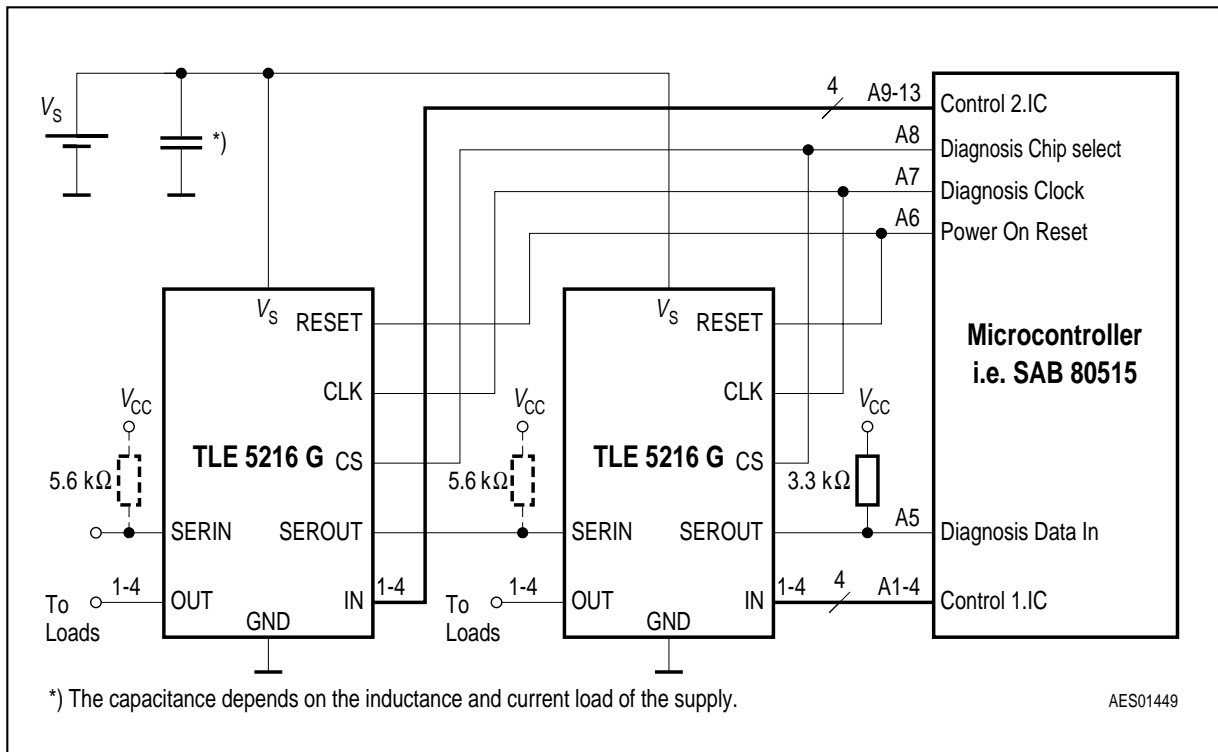 4 A9-13 Control 2.IC
V_S
*)
A8 Diagnosis Chip select
A7 Diagnosis Clock
A6 Power On Reset
V_S RESET
V_S RESET
Microcontroller
i.e. SAB 80515
CLK
CLK
V_CC
V_CC
V_CC
TLE 5216 G CS
TLE 5216 G CS
5.6 kΩ
5.6 kΩ
3.3 kΩ
SERIN SEROUT
SERIN SEROUT
A5 Diagnosis Data In
To
Loads
1-4 OUT IN 1-4
To
Loads
1-4 OUT IN 1-4
4 A1-4 Control 1.IC
GND
GND
*) The capacitance depends on the inductance and current load of the supply.
AES01449